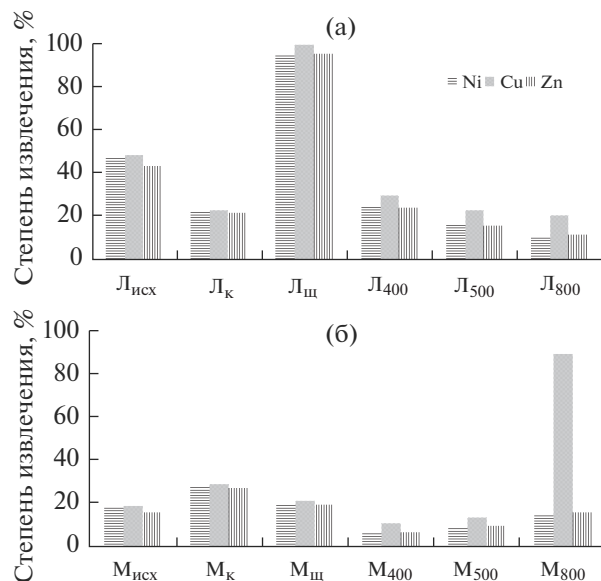 (а)
Степень извлечения, %
100
80
60
40
20
0
Ni Cu Zn
Лисх Лк Лщ Л400 Л500 Л800
(б)
Степень извлечения, %
100
80
60
40
20
0
Мисх Мк Мщ М400 М500 М800